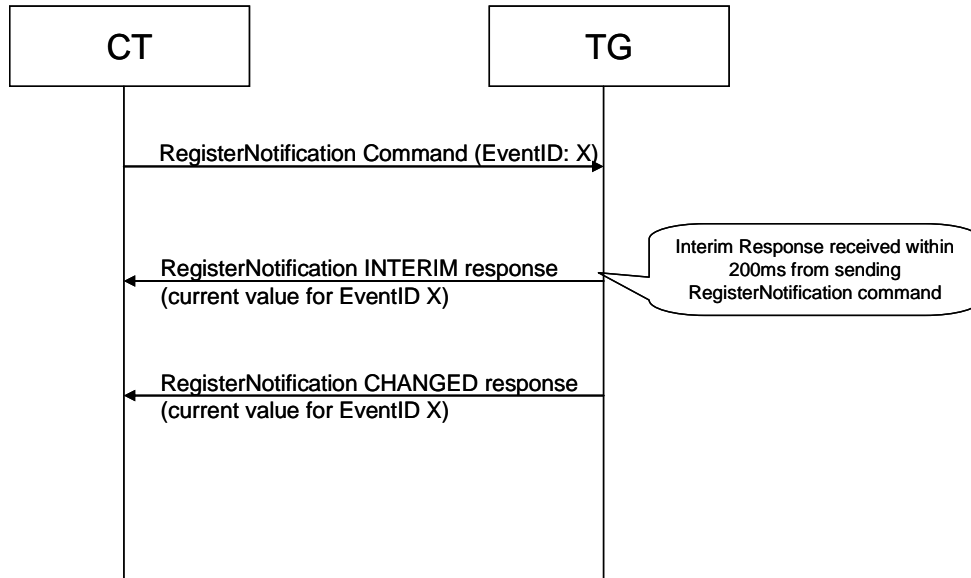 CT
TG
RegisterNotification Command (EventID: X)
Interim Response received within
200ms from sending
RegisterNotification command
RegisterNotification INTERIM response
(current value for EventID X)
RegisterNotification CHANGED response
(current value for EventID X)